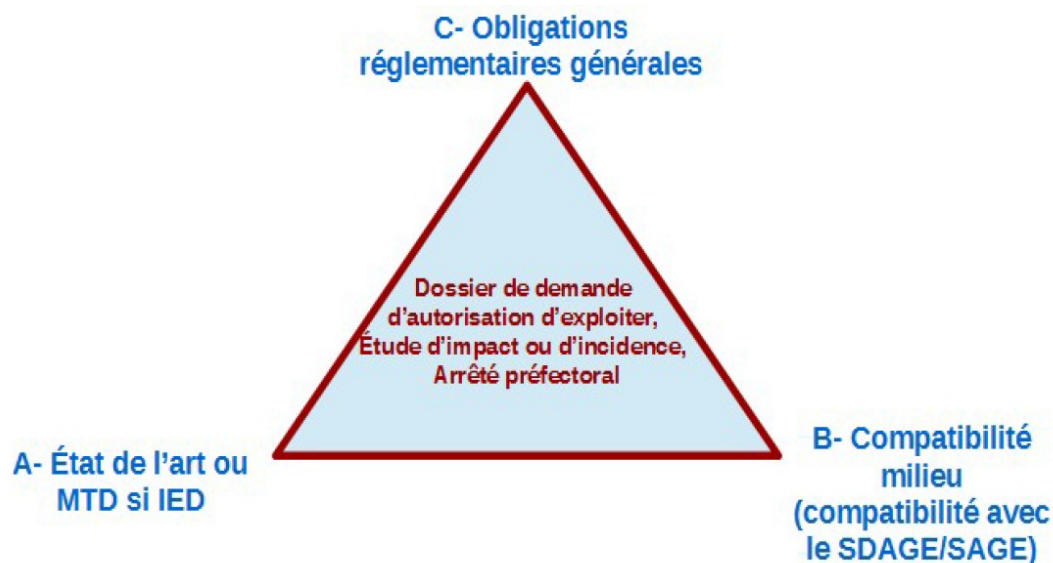 C- Obligations
réglementaires générales
Dossier de demande
d'autorisation d'exploiter,
Étude d'impact ou d'incidence,
Arrêté préfectoral
A- État de l'art ou
MTD si IED
B- Compatibilité
milieu
(compatibilité avec
le SDAGE/SAGE)